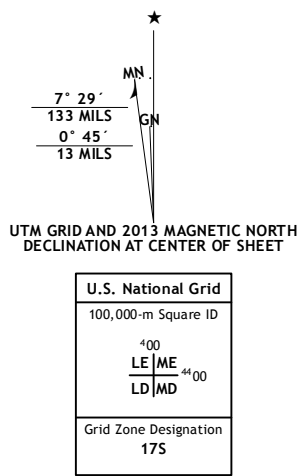 ★
MN
7° 29´
133 MILS
GN
0° 45´
13 MILS
UTM GRID AND 2013 MAGNETIC NORTH
DECLINATION AT CENTER OF SHEET
U.S. National Grid
100,000-m Square ID
⁴00
LE ME
⁴⁴00
LD MD
Grid Zone Designation
17S